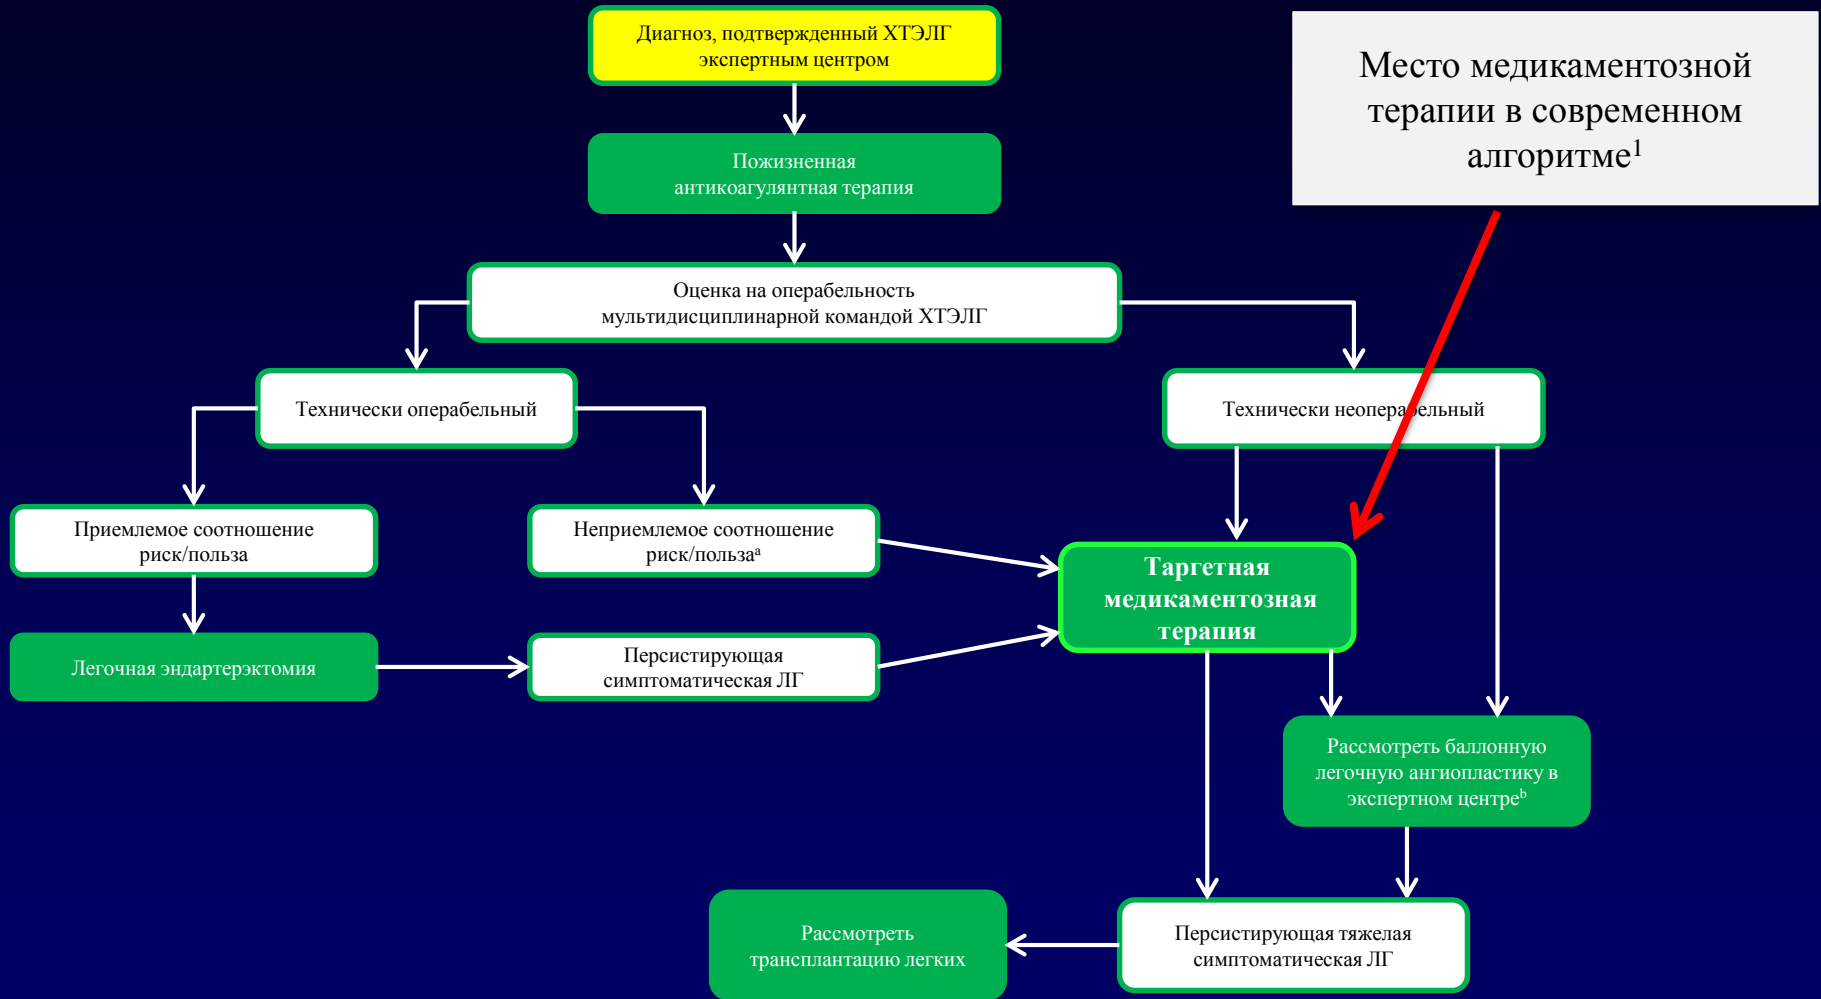 Диагноз, подтвержденный ХТЭЛГ
экспертным центром
Место медикаментозной
терапии в современном
алгоритме¹
Пожизненная
антикоагулянтная терапия
Оценка на операбельность
мультидисциплинарной командой ХТЭЛГ
Технически операбельный
Технически неоперабельный
Приемлемое соотношение
риск/польза
Неприемлемое соотношение
риск/пользаᵃ
Таргетная
медикаментозная
терапия
Легочная эндартерэктомия
Персистирующая
симптоматическая ЛГ
Рассмотреть баллонную
легочную ангиопластику в
экспертном центреᵇ
Рассмотреть
трансплантацию легких
Персистирующая тяжелая
симптоматическая ЛГ